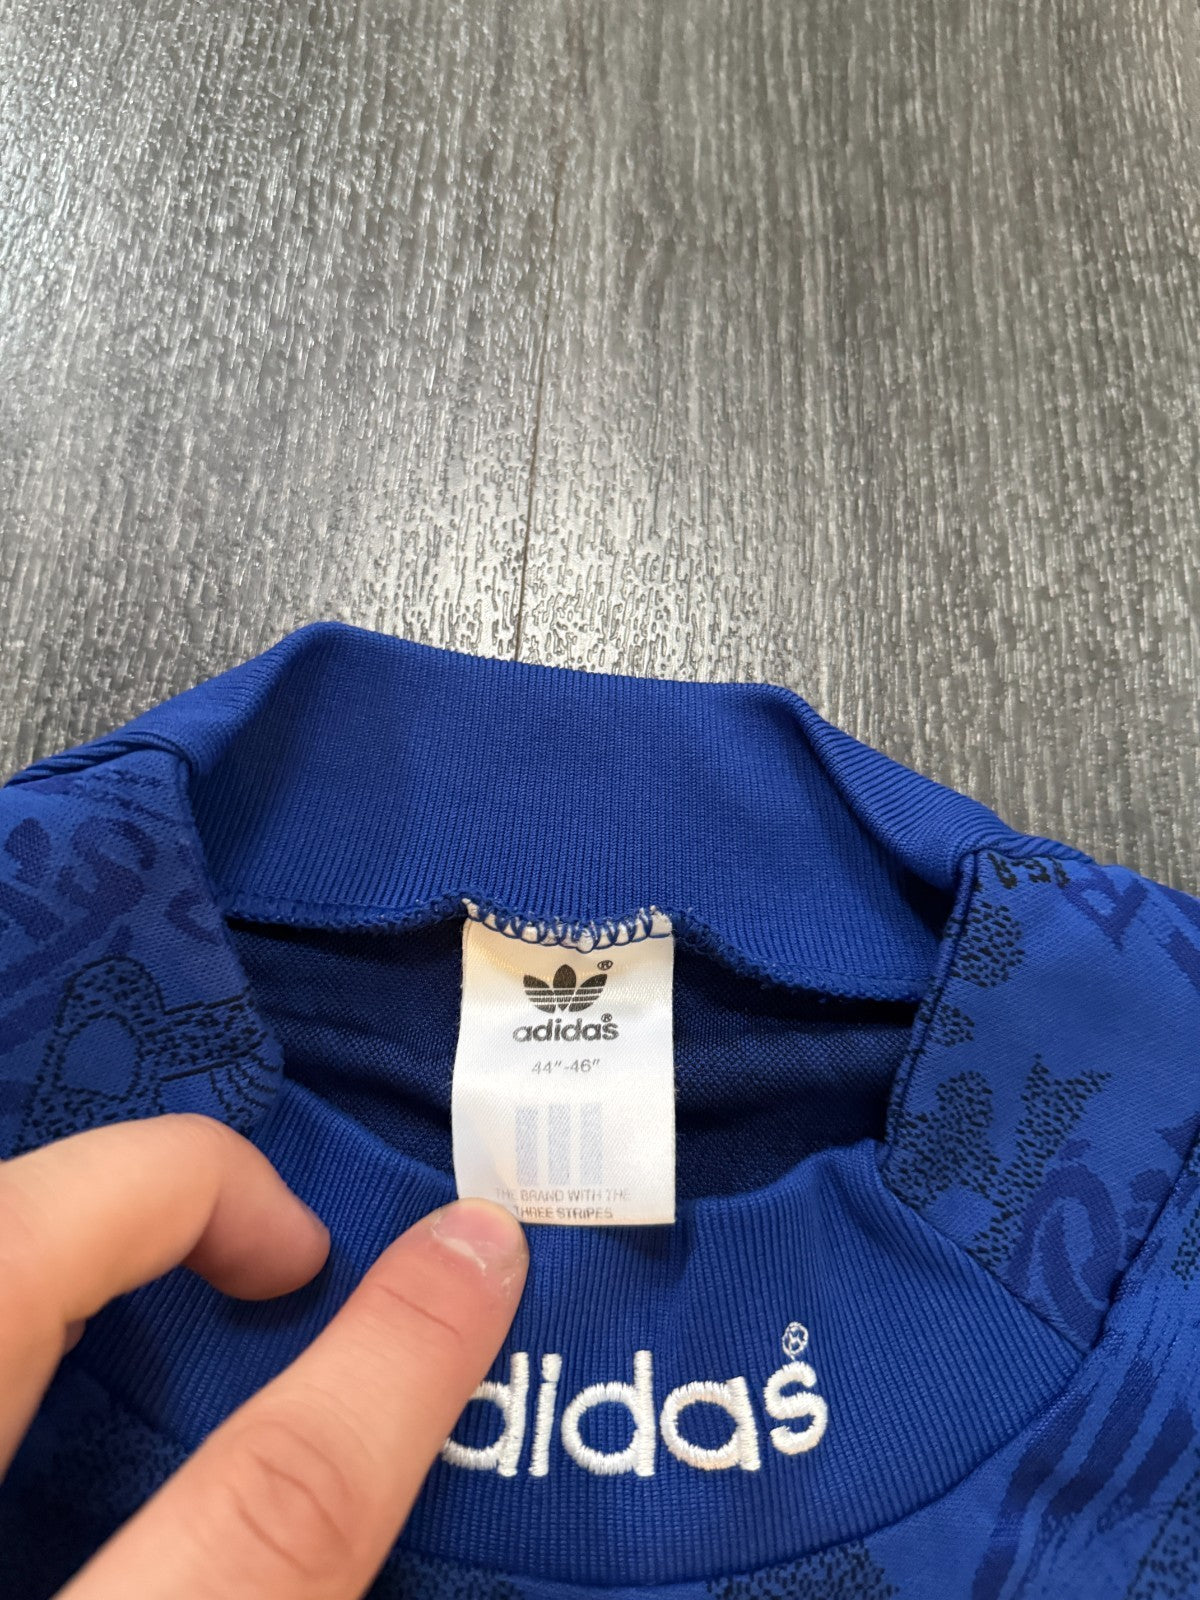 adidas®
44"-46"
THE BRAND WITH THE
THREE STRIPES
adidas®